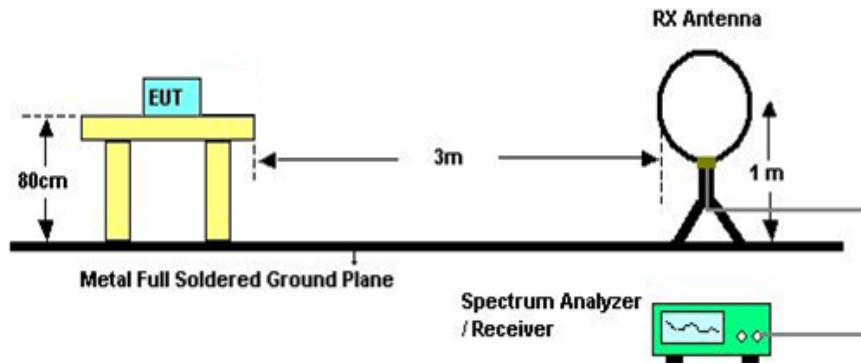 RX Antenna
EUT
3m
80cm
1 m
Metal Full Soldered Ground Plane
Spectrum Analyzer
/ Receiver